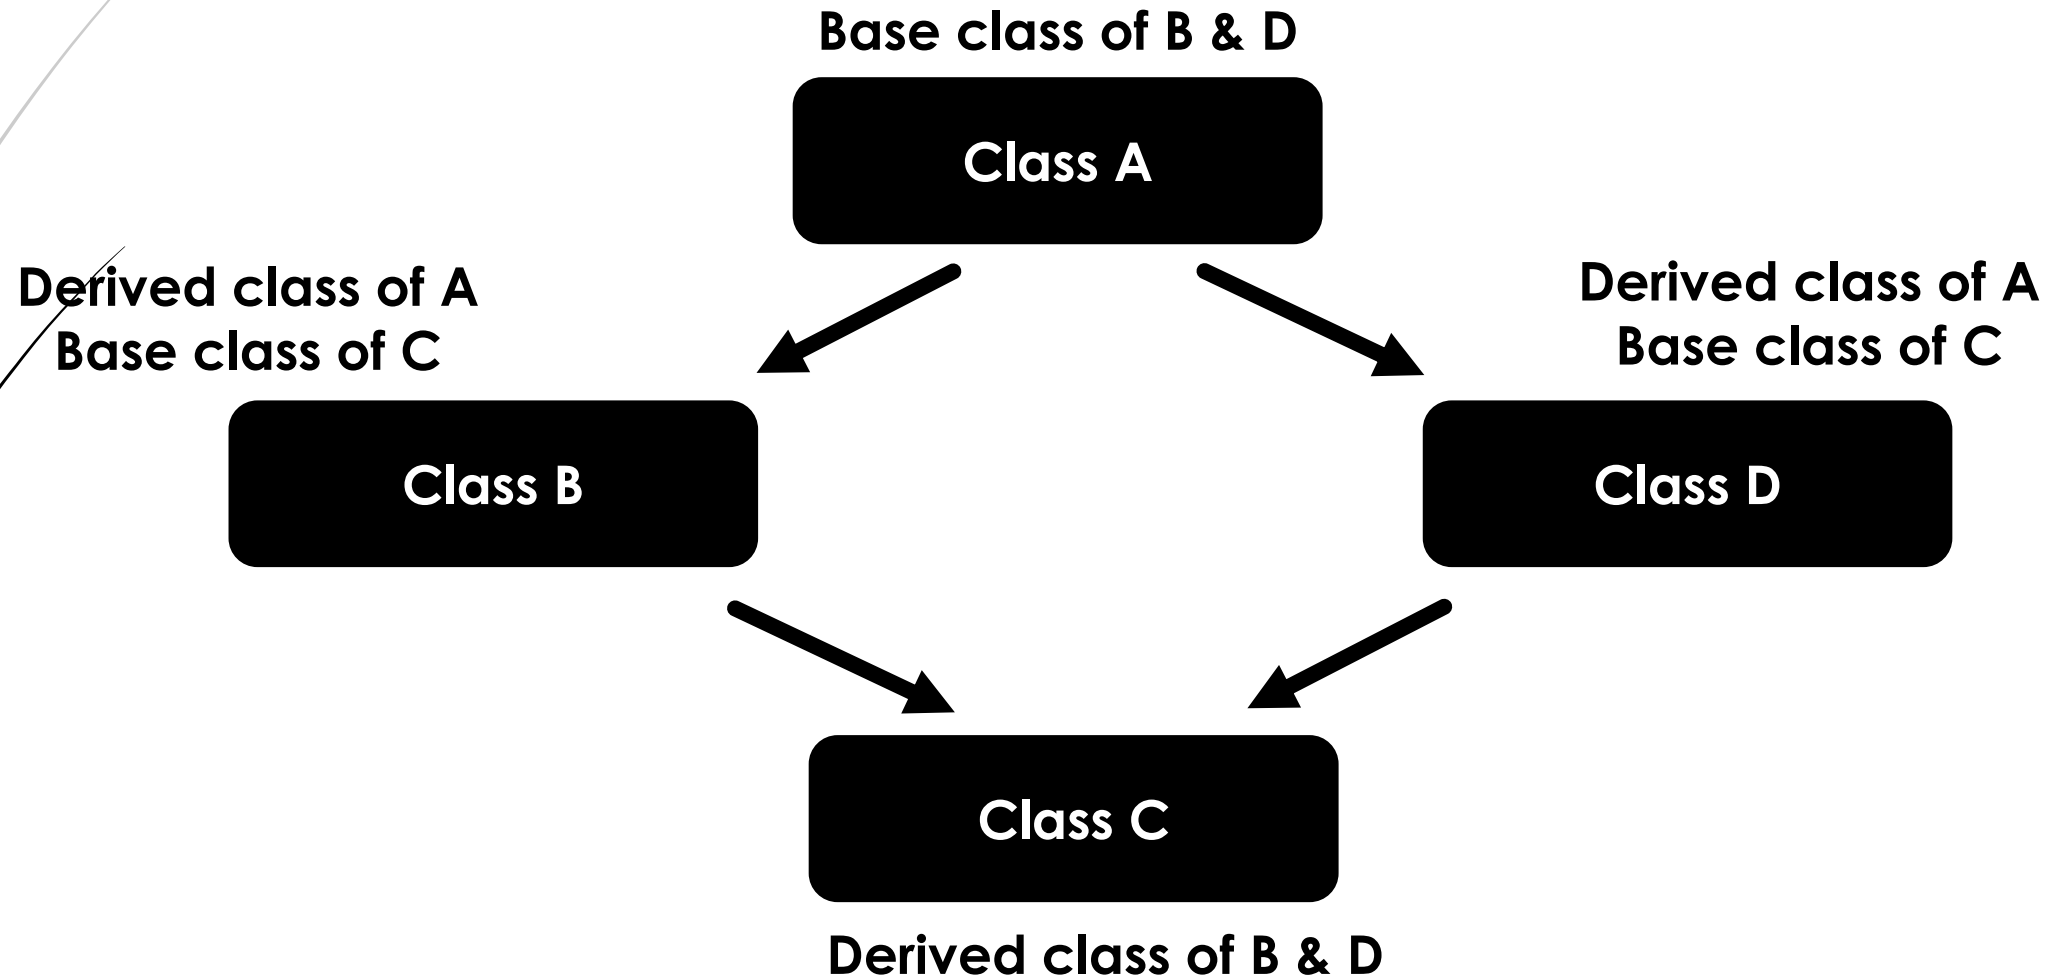 Base class of B & D
Class A
Derived class of A
Base class of C
Derived class of A
Base class of C
Class B
Class D
Class C
Derived class of B & D